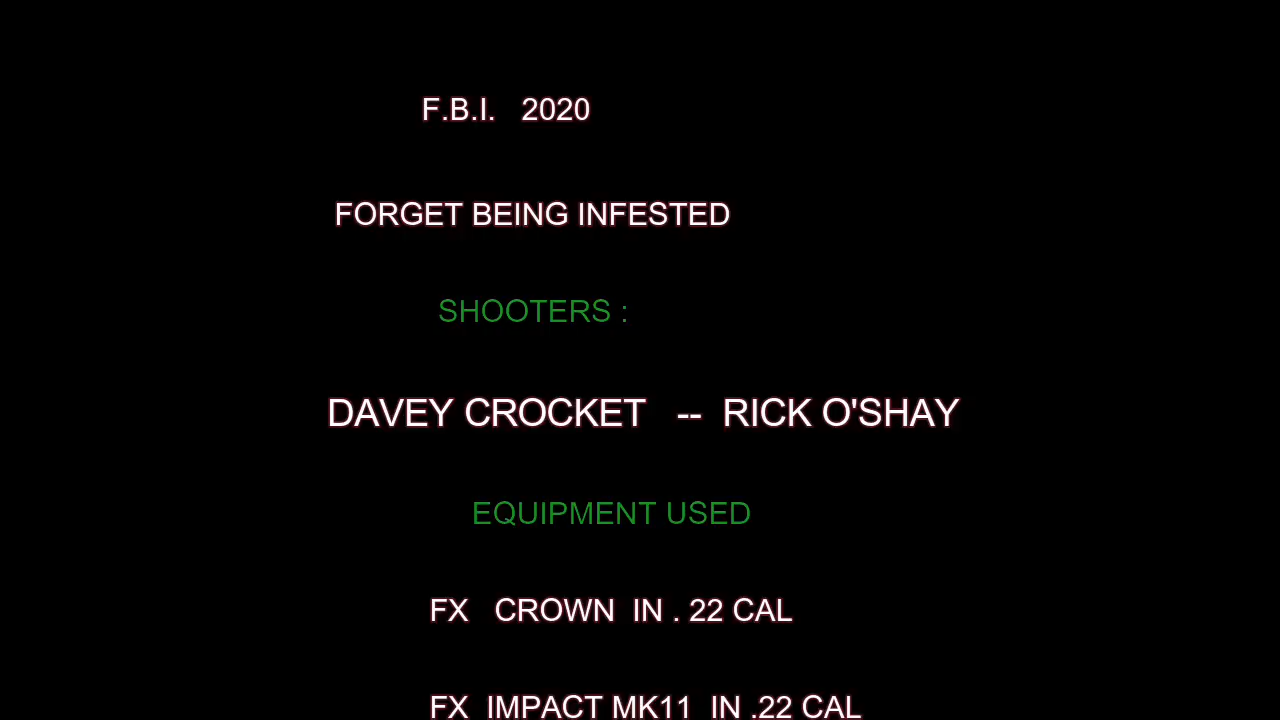 F.B.I. 2020
FORGET BEING INFESTED
SHOOTERS :
DAVEY CROCKET -- RICK O'SHAY
EQUIPMENT USED
FX CROWN IN . 22 CAL
FX IMPACT MK11 IN .22 CAL